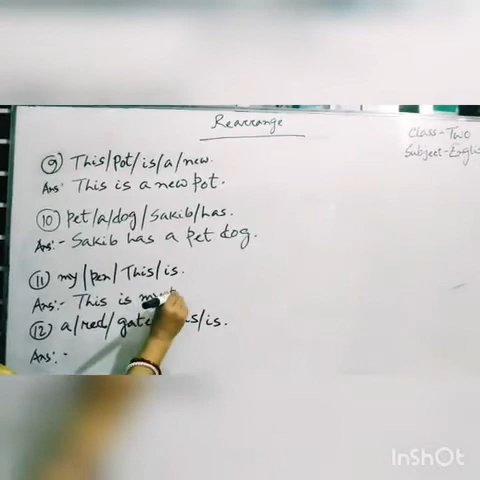 Rearrange
Class-Two
Subject-Engl
9 This/Pot/is/a/new.
Ans:- This is a new pot.
10 pet/a/dog/Sakib/has.
Ans:- Sakib has a pet dog.
11 my/pen/This/is.
Ans:- This is
12 a/red/gate is/is.
Ans:-
InShOt